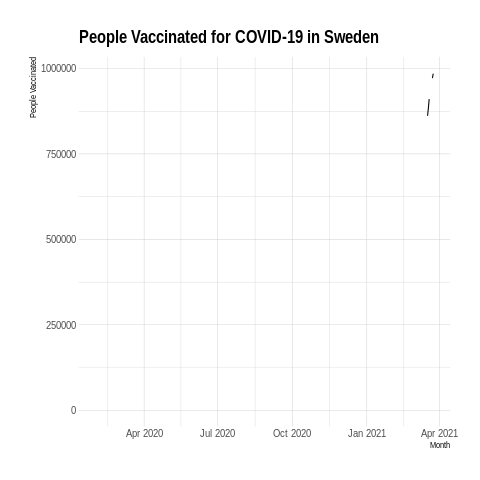 People Vaccinated for COVID-19 in Sweden
People Vaccinated
1000000
750000
500000
250000
0
Apr 2020 Jul 2020 Oct 2020 Jan 2021 Apr 2021
Month